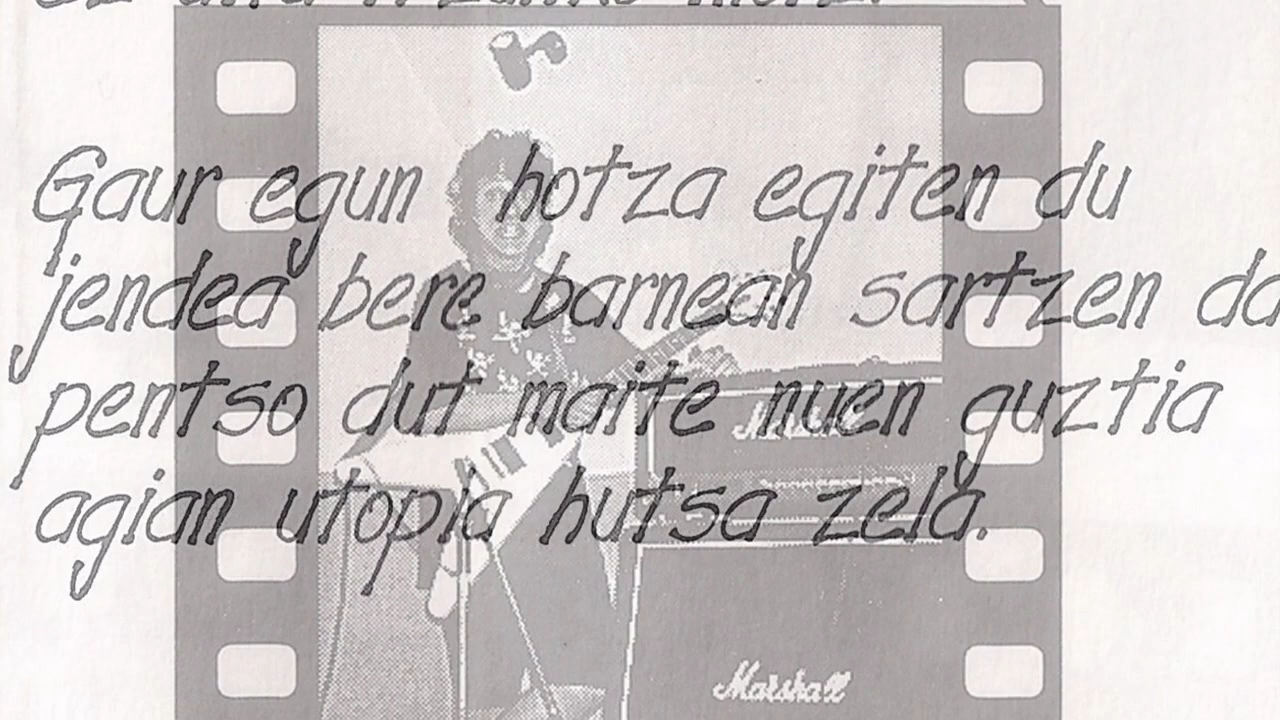 Gaur egun hotza egiten du
jendea bere barnean sartzen da
pentso dut maite nuen guztia
agian utopia hutsa zela.
Marshall
Marshall